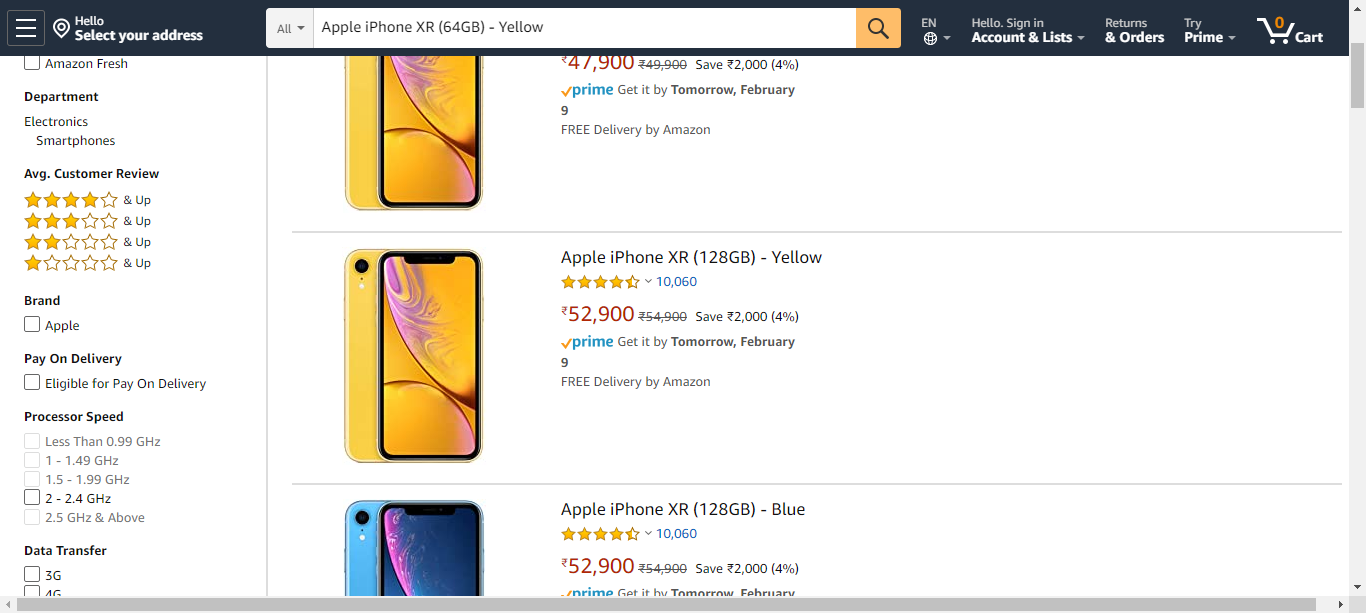 Hello
Select your address
All
Apple iPhone XR (64GB) - Yellow
EN
Hello. Sign in
Account & Lists
Returns
& Orders
Try
Prime
0
Cart
Amazon Fresh
Department
Electronics
Smartphones
Avg. Customer Review
& Up
& Up
& Up
& Up
Brand
Apple
Pay On Delivery
Eligible for Pay On Delivery
Processor Speed
Less Than 0.99 GHz
1 - 1.49 GHz
1.5 - 1.99 GHz
2 - 2.4 GHz
2.5 GHz & Above
Data Transfer
3G
4G
₹47,900 ₹49,900 Save ₹2,000 (4%)
prime Get it by Tomorrow, February
9
FREE Delivery by Amazon
Apple iPhone XR (128GB) - Yellow
10,060
₹52,900 ₹54,900 Save ₹2,000 (4%)
prime Get it by Tomorrow, February
9
FREE Delivery by Amazon
Apple iPhone XR (128GB) - Blue
10,060
₹52,900 ₹54,900 Save ₹2,000 (4%)
prime Get it by Tomorrow, February